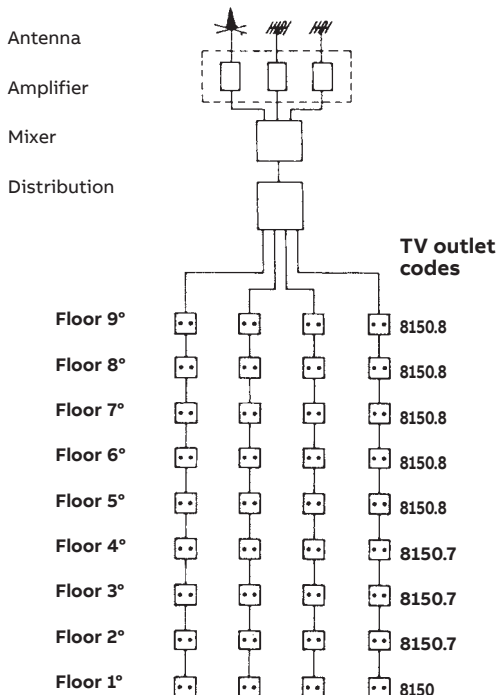 Antenna
Amplifier
Mixer
Distribution
TV outlet
codes
Floor 9° 8150.8
Floor 8° 8150.8
Floor 7° 8150.8
Floor 6° 8150.8
Floor 5° 8150.8
Floor 4° 8150.7
Floor 3° 8150.7
Floor 2° 8150.7
Floor 1° 8150